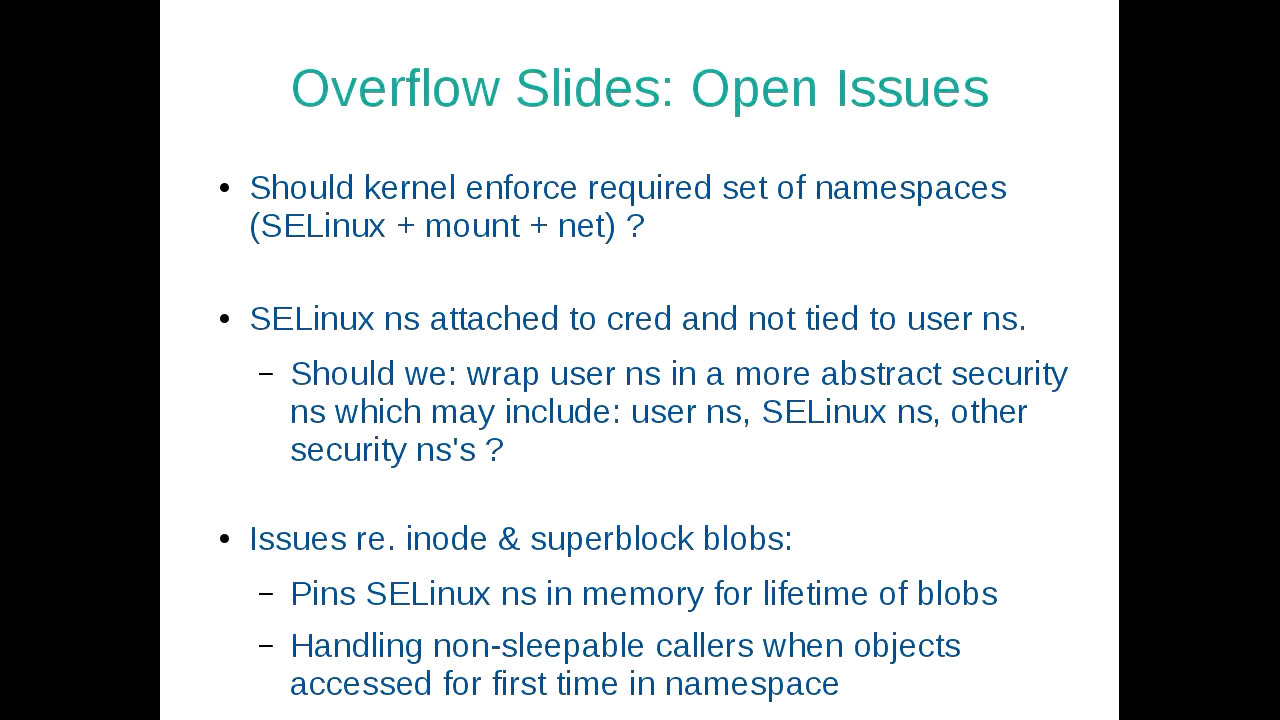 Overflow Slides: Open Issues
• Should kernel enforce required set of namespaces
(SELinux + mount + net) ?
• SELinux ns attached to cred and not tied to user ns.
– Should we: wrap user ns in a more abstract security
ns which may include: user ns, SELinux ns, other
security ns's ?
• Issues re. inode & superblock blobs:
– Pins SELinux ns in memory for lifetime of blobs
– Handling non-sleepable callers when objects
accessed for first time in namespace